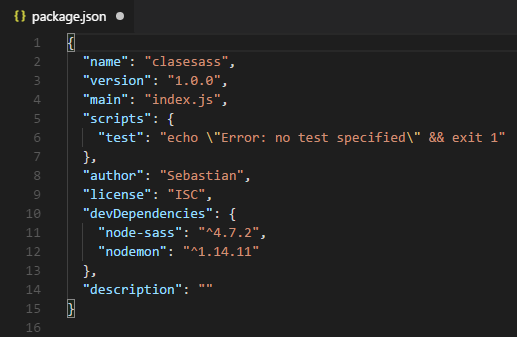 {} package.json ●
1 {
2   "name": "clasesass",
3   "version": "1.0.0",
4   "main": "index.js",
5   "scripts": {
6     "test": "echo \"Error: no test specified\" && exit 1"
7   },
8   "author": "Sebastian",
9   "license": "ISC",
10   "devDependencies": {
11     "node-sass": "^4.7.2",
12     "nodemon": "^1.14.11"
13   },
14   "description": ""
15 }
16